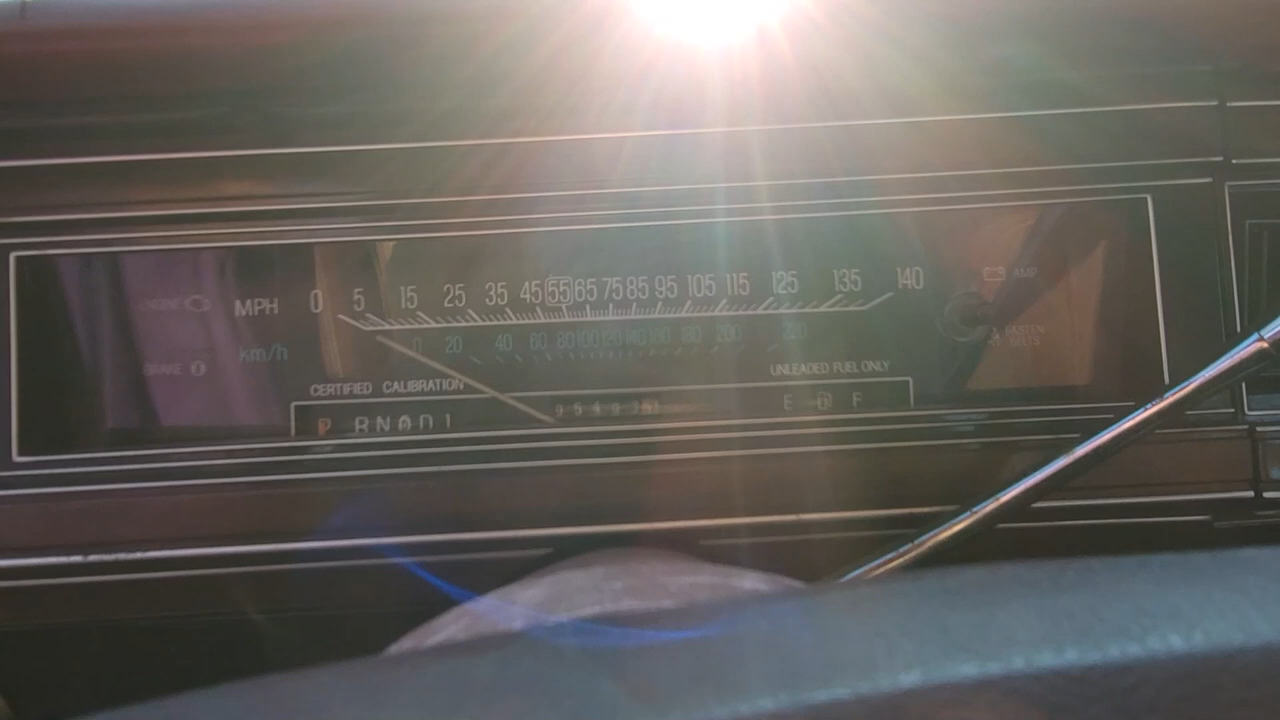 ENGINE
MPH 0 5 15 25 35 45 55 65 75 85 95 105 115 125 135 140
AMP
km/h 0 20 40 60 80 100 120 140 160 180 200 220
FASTEN
BELTS
BRAKE
CERTIFIED CALIBRATION
UNLEADED FUEL ONLY
P RN0D1
E F